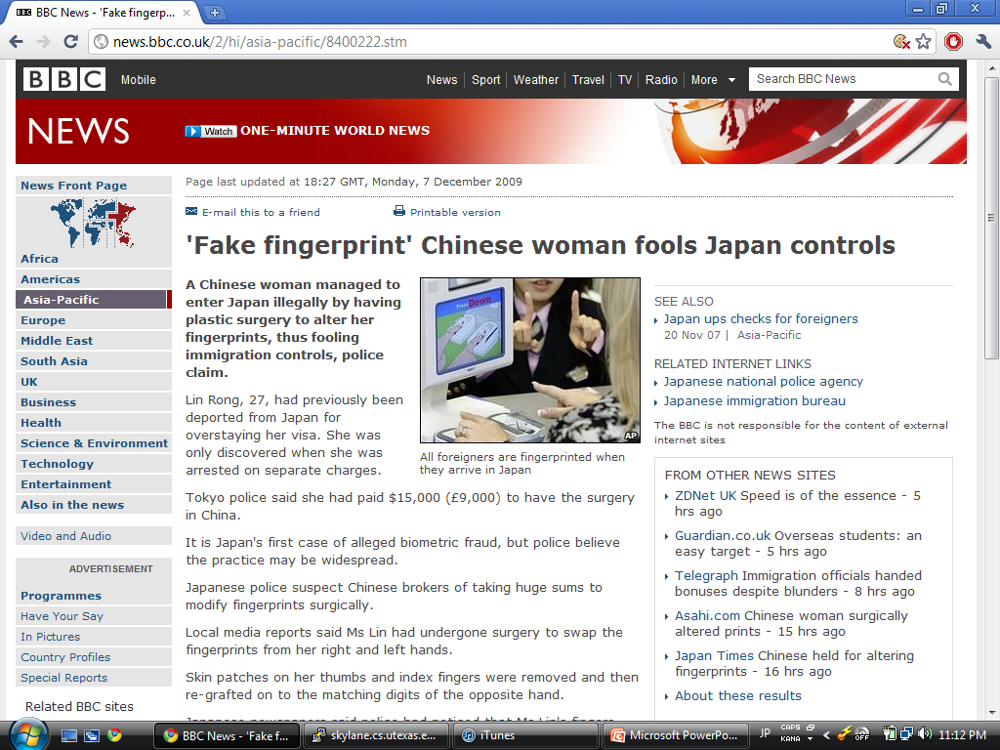 BBC News - 'Fake fingerp...
news.bbc.co.uk/2/hi/asia-pacific/8400222.stm
BBC
Mobile
News Sport Weather Travel TV Radio More
Search BBC News
NEWS
Watch ONE-MINUTE WORLD NEWS
News Front Page
Africa
Americas
Asia-Pacific
Europe
Middle East
South Asia
UK
Business
Health
Science & Environment
Technology
Entertainment
Also in the news
Video and Audio
ADVERTISEMENT
Programmes
Have Your Say
In Pictures
Country Profiles
Special Reports
Related BBC sites
Page last updated at 18:27 GMT, Monday, 7 December 2009
E-mail this to a friend
Printable version
'Fake fingerprint' Chinese woman fools Japan controls
A Chinese woman managed to
enter Japan illegally by having
plastic surgery to alter her
fingerprints, thus fooling
immigration controls, police
claim.
Lin Rong, 27, had previously been
deported from Japan for
overstaying her visa. She was
only discovered when she was
arrested on separate charges.
Press Down
NEC
AP
All foreigners are fingerprinted when
they arrive in Japan
Tokyo police said she had paid $15,000 (£9,000) to have the surgery
in China.
It is Japan's first case of alleged biometric fraud, but police believe
the practice may be widespread.
Japanese police suspect Chinese brokers of taking huge sums to
modify fingerprints surgically.
Local media reports said Ms Lin had undergone surgery to swap the
fingerprints from her right and left hands.
Skin patches on her thumbs and index fingers were removed and then
re-grafted on to the matching digits of the opposite hand.
Japanese newspapers said police had noticed that Ms Lin's fingers
SEE ALSO
Japan ups checks for foreigners
20 Nov 07 | Asia-Pacific
RELATED INTERNET LINKS
Japanese national police agency
Japanese immigration bureau
The BBC is not responsible for the content of external
internet sites
FROM OTHER NEWS SITES
ZDNet UK Speed is of the essence - 5
hrs ago
Guardian.co.uk Overseas students: an
easy target - 5 hrs ago
Telegraph Immigration officials handed
bonuses despite blunders - 8 hrs ago
Asahi.com Chinese woman surgically
altered prints - 15 hrs ago
Japan Times Chinese held for altering
fingerprints - 16 hrs ago
About these results
BBC News - 'Fake f...
skylane.cs.utexas.e...
iTunes
Microsoft PowerPo...
JP
CAPS
KANA
OFF
11:12 PM